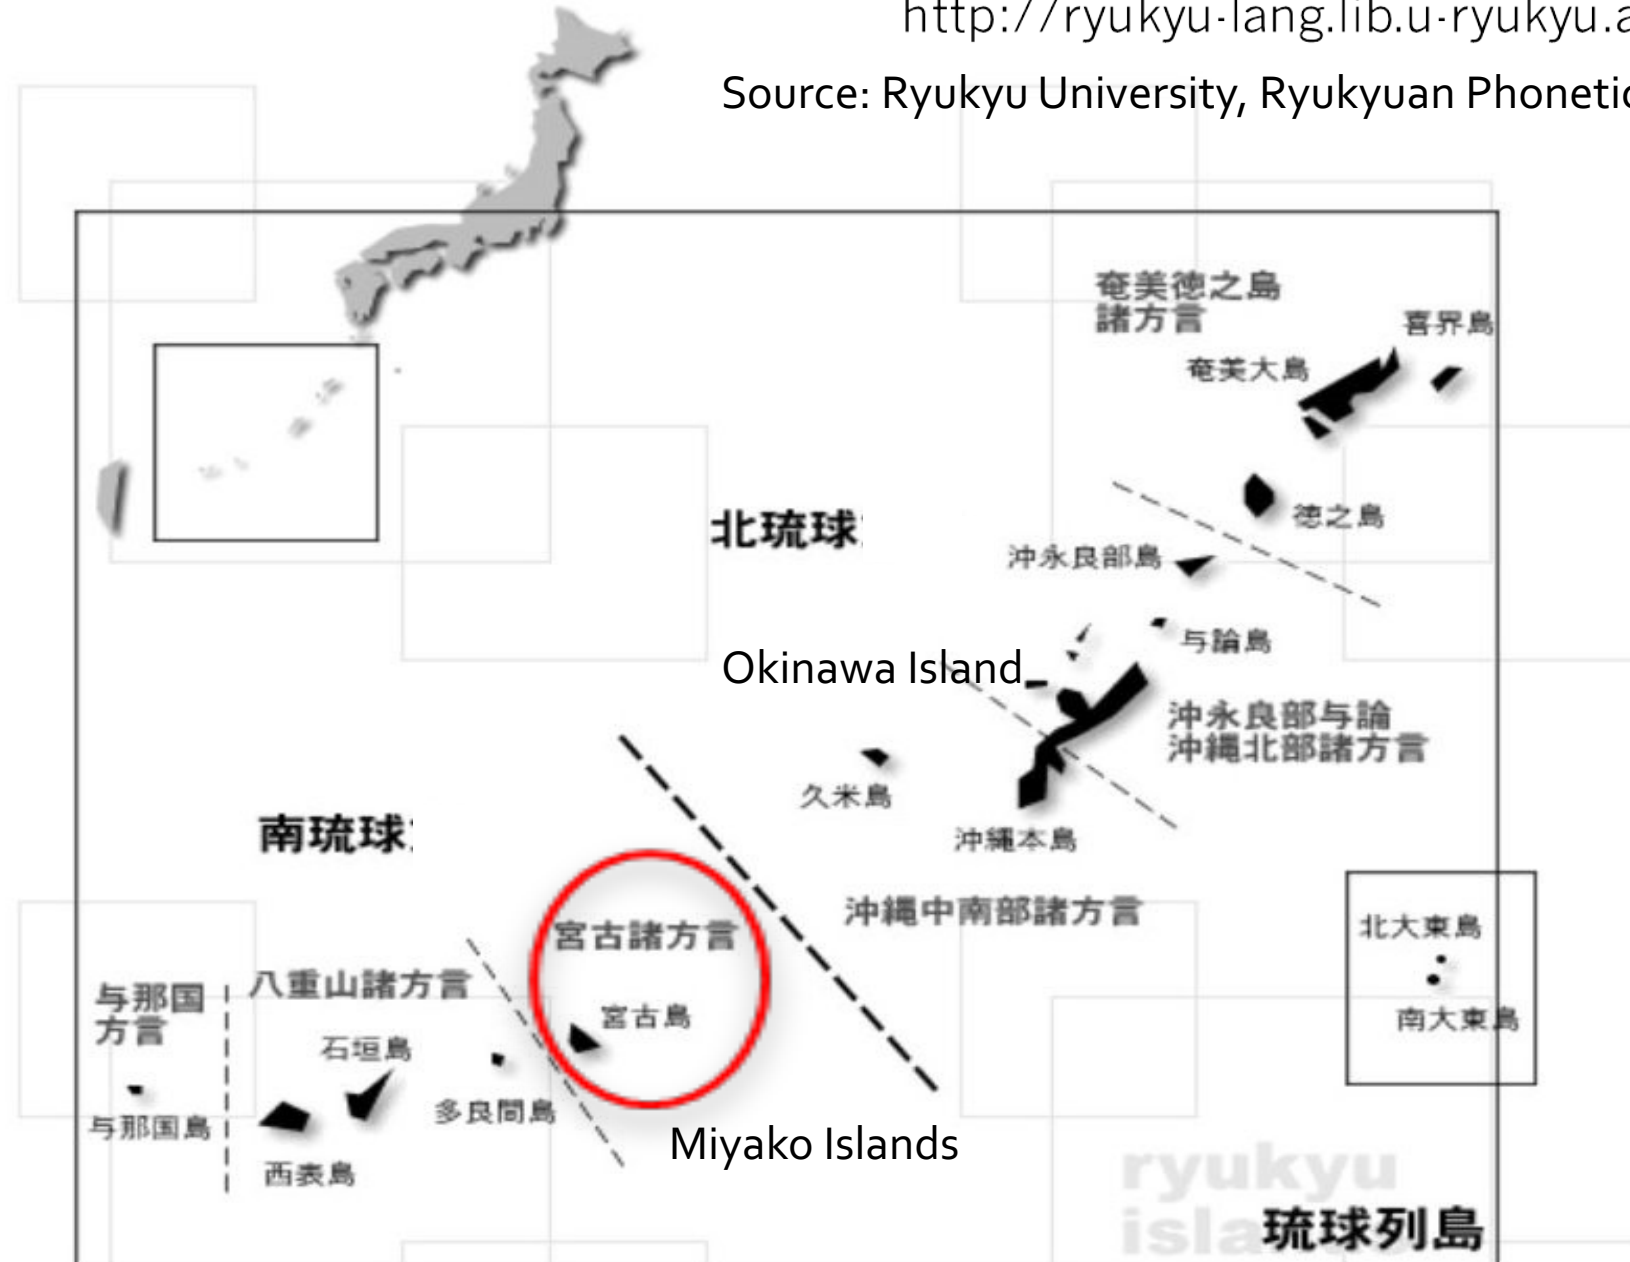 http://ryukyu-lang.lib.u-ryukyu.a
Source: Ryukyu University, Ryukyuan Phonetic
奄美徳之島
諸方言
喜界島
奄美大島
徳之島
北琉球
沖永良部島
与論島
Okinawa Island
沖永良部与論
沖縄北部諸方言
久米島
沖縄本島
南琉球
沖縄中南部諸方言
宮古諸方言
宮古島
八重山諸方言
与那国
方言
石垣島
多良間島
与那国島
西表島
Miyako Islands
北大東島
南大東島
ryukyu
琉球列島